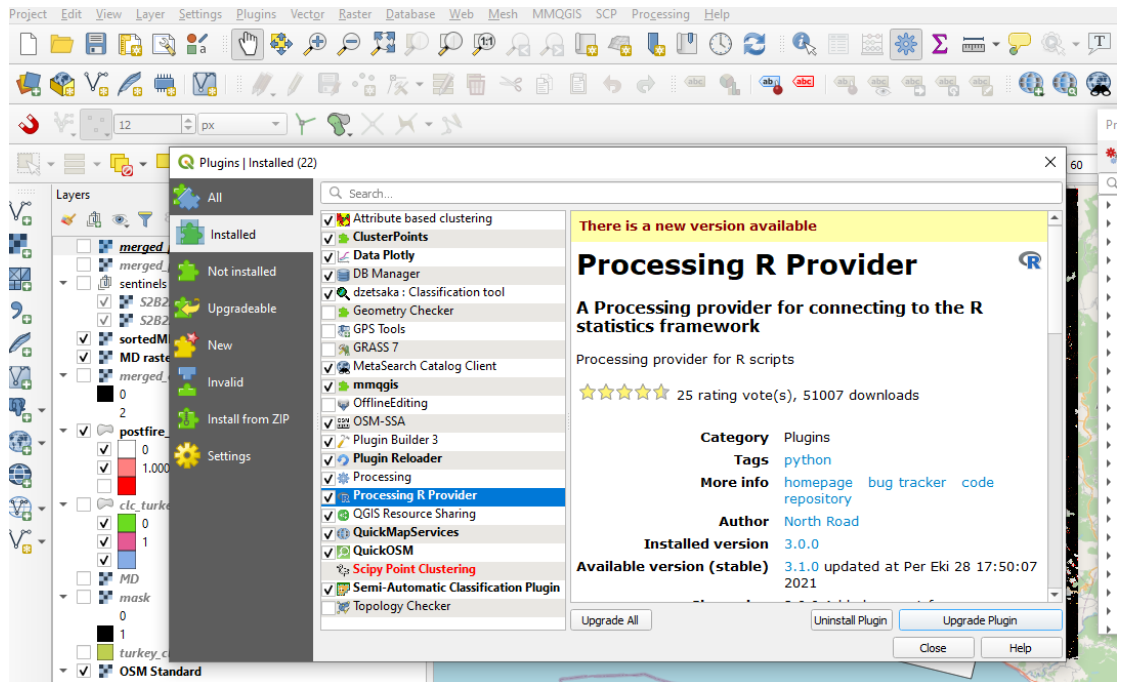 Project Edit View Layer Settings Plugins Vector Raster Database Web Mesh MMQGIS SCP Processing Help
12 px
Plugins | Installed (22)
60
Layers
Search...
All
Installed
Not installed
Upgradeable
New
Invalid
Install from ZIP
Settings
merged
merged_
sentinels
S2B2
S2B2
sortedM
MD raste
merged_
0
2
postfire_
0
1.000
clc_turke
0
1
MD
mask
0
1
turkey_c
OSM Standard
Attribute based clustering
ClusterPoints
Data Plotly
DB Manager
dzetsaka : Classification tool
Geometry Checker
GPS Tools
GRASS 7
MetaSearch Catalog Client
mmqgis
OfflineEditing
OSM-SSA
Plugin Builder 3
Plugin Reloader
Processing
Processing R Provider
QGIS Resource Sharing
QuickMapServices
QuickOSM
Scipy Point Clustering
Semi-Automatic Classification Plugin
Topology Checker
There is a new version available
Processing R Provider
A Processing provider for connecting to the R
statistics framework
Processing provider for R scripts
25 rating vote(s), 51007 downloads
Category Plugins
Tags python
More info homepage bug tracker code
repository
Author North Road
Installed version 3.0.0
Available version (stable) 3.1.0 updated at Per Eki 28 17:50:07
2021
Upgrade All Uninstall Plugin Upgrade Plugin
Close Help
Pr